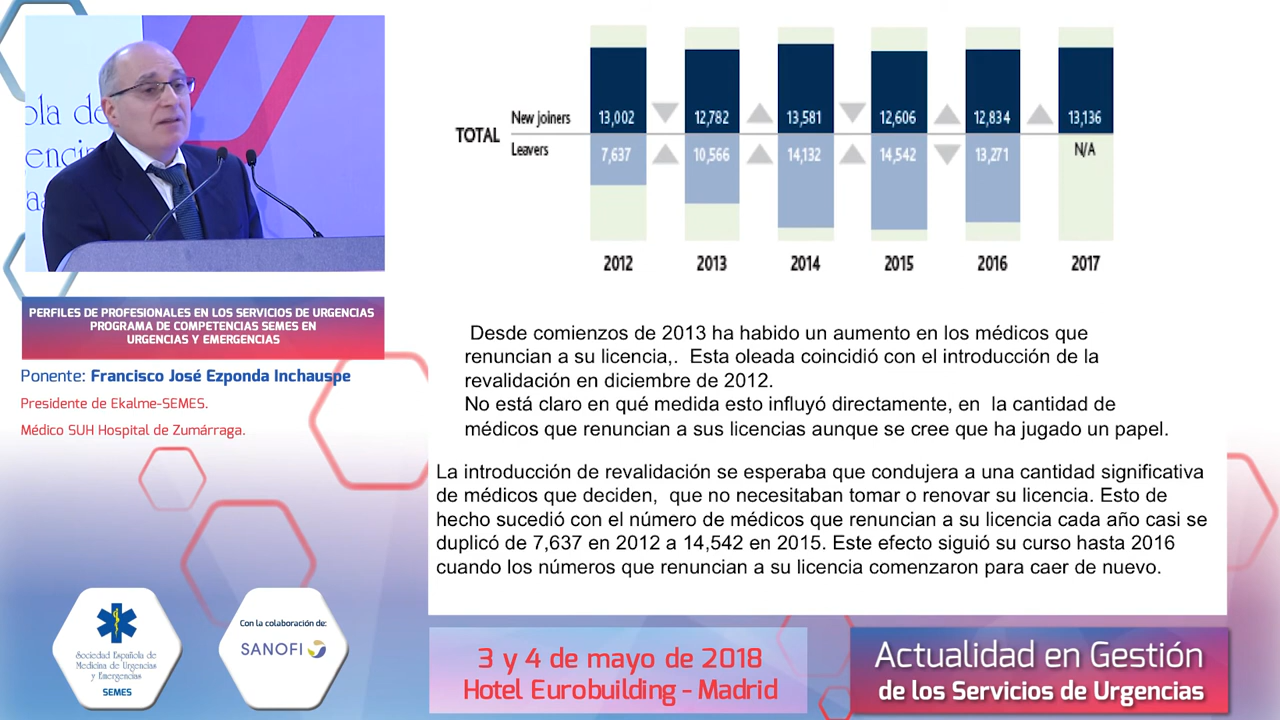 PERFILES DE PROFESIONALES EN LOS SERVICIOS DE URGENCIAS
PROGRAMA DE COMPETENCIAS SEMES EN
URGENCIAS Y EMERGENCIAS
Ponente: Francisco José Ezponda Inchauspe
Presidente de Ekalme-SEMES.
Médico SUH Hospital de Zumárraga.
TOTAL
New joiners 13,002 12,782 13,581 12,606 12,834 13,136
Leavers 7,637 10,566 14,132 14,542 13,271 N/A
2012 2013 2014 2015 2016 2017
Desde comienzos de 2013 ha habido un aumento en los médicos que
renuncian a su licencia,. Esta oleada coincidió con el introducción de la
revalidación en diciembre de 2012.
No está claro en qué medida esto influyó directamente, en la cantidad de
médicos que renuncian a sus licencias aunque se cree que ha jugado un papel.
La introducción de revalidación se esperaba que condujera a una cantidad significativa
de médicos que deciden, que no necesitaban tomar o renovar su licencia. Esto de
hecho sucedió con el número de médicos que renuncian a su licencia cada año casi se
duplicó de 7,637 en 2012 a 14,542 en 2015. Este efecto siguió su curso hasta 2016
cuando los números que renuncian a su licencia comenzaron para caer de nuevo.
Sociedad Española de
Medicina de Urgencias
y Emergencias
SEMES
Con la colaboración de:
SANOFI
3 y 4 de mayo de 2018
Hotel Eurobuilding - Madrid
Actualidad en Gestión
de los Servicios de Urgencias